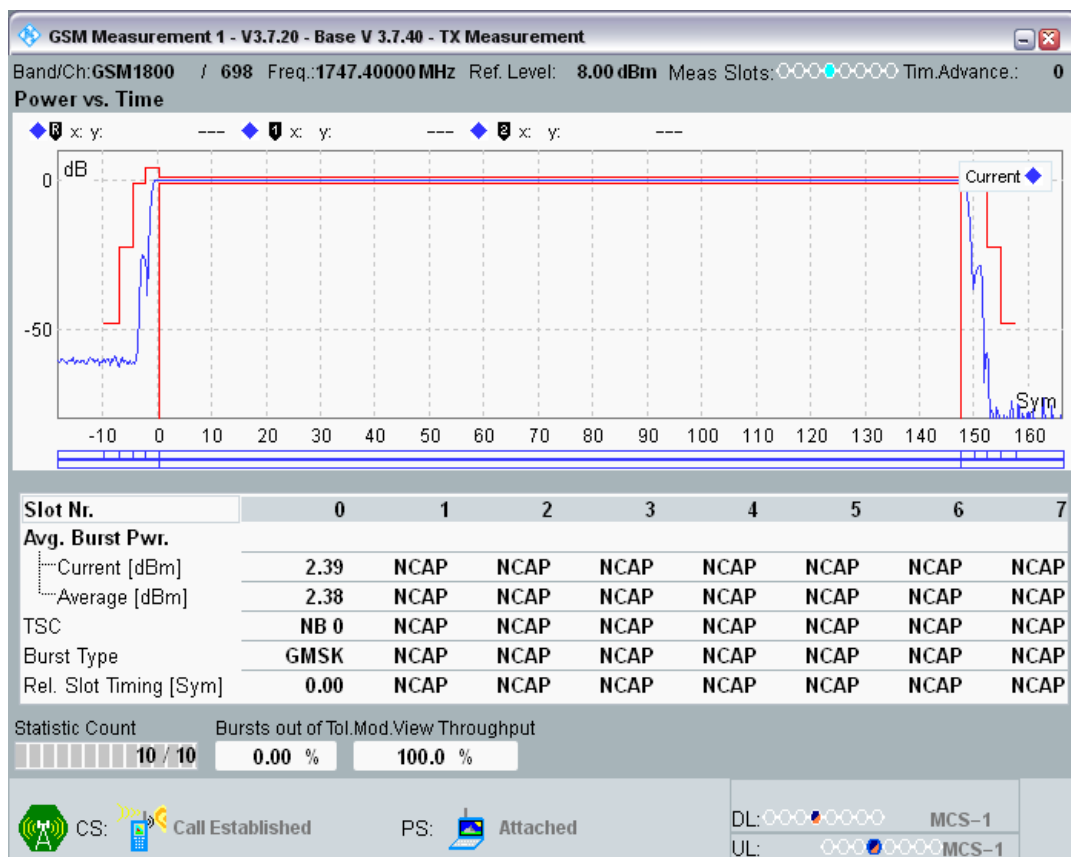 GSM Measurement 1 - V3.7.20 - Base V 3.7.40 - TX Measurement
Band/Ch:GSM1800 / 698 Freq.:1747.40000 MHz Ref. Level: 8.00 dBm Meas Slots: Tim.Advance.: 0
Power vs. Time
R x: y: --- 1 x: y: --- 2 x: y: ---
dB
Current
0
-50
Sym
-10 0 10 20 30 40 50 60 70 80 90 100 110 120 130 140 150 160
Slot Nr. 0 1 2 3 4 5 6 7
Avg. Burst Pwr.
Current [dBm] 2.39 NCAP NCAP NCAP NCAP NCAP NCAP NCAP
Average [dBm] 2.38 NCAP NCAP NCAP NCAP NCAP NCAP NCAP
TSC NB 0 NCAP NCAP NCAP NCAP NCAP NCAP NCAP
Burst Type GMSK NCAP NCAP NCAP NCAP NCAP NCAP NCAP
Rel. Slot Timing [Sym] 0.00 NCAP NCAP NCAP NCAP NCAP NCAP NCAP
Statistic Count Bursts out of Tol.Mod.View Throughput
10 / 10 0.00 % 100.0 %
CS: Call Established PS: Attached
DL: MCS-1
UL: MCS-1